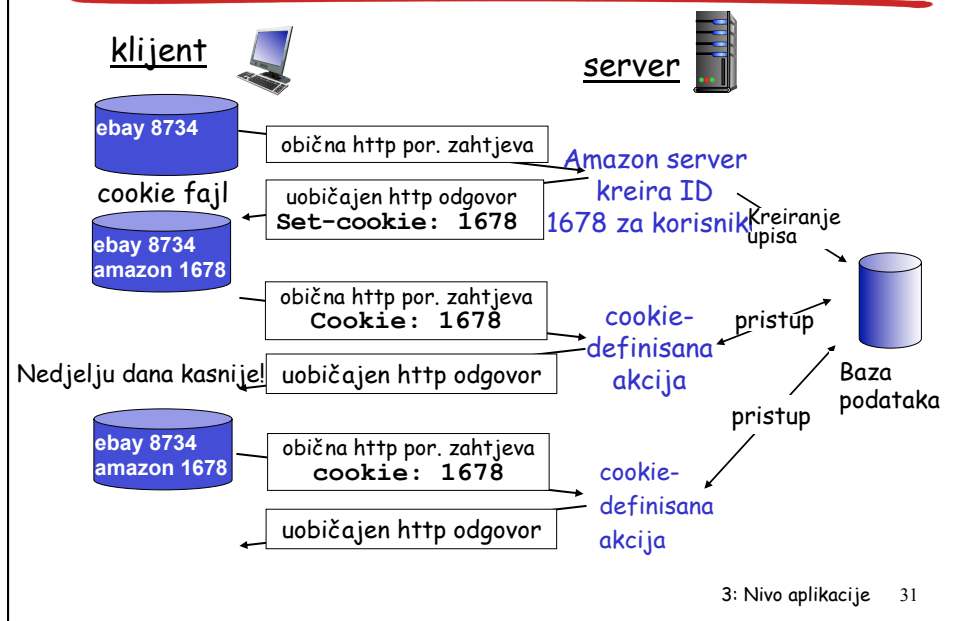 klijent
server
ebay 8734
obična http por. zahtjeva
Amazon server
kreira ID
1678 za korisnik
cookie fajl
uobičajen http odgovor
Set-cookie: 1678
Kreiranje
upisa
ebay 8734
amazon 1678
obična http por. zahtjeva
Cookie: 1678
cookie-
definisana
akcija
pristup
Nedjelju dana kasnije!
uobičajen http odgovor
Baza
podataka
pristup
ebay 8734
amazon 1678
obična http por. zahtjeva
cookie: 1678
cookie-
definisana
akcija
uobičajen http odgovor
3: Nivo aplikacije 31